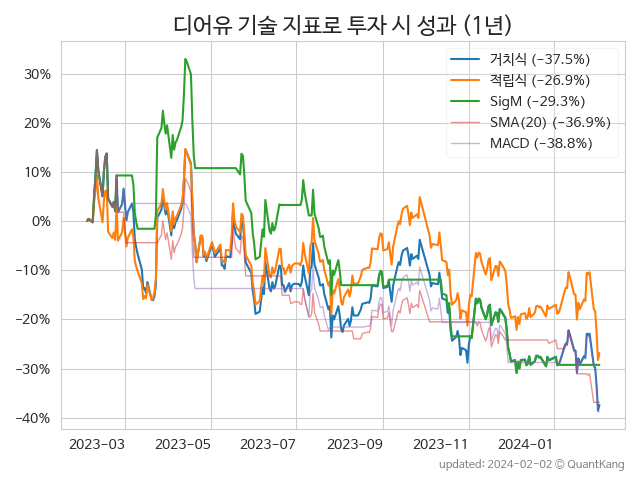 디어유 기술 지표로 투자 시 성과 (1년)
거치식 (−37.5%)
적립식 (−26.9%)
SigM (−29.3%)
SMA(20) (−36.9%)
MACD (−38.8%)
30%
20%
10%
0%
−10%
−20%
−30%
−40%
2023−03 2023−05 2023−07 2023−09 2023−11 2024−01
updated: 2024-02-02 ⓒ QuantKang